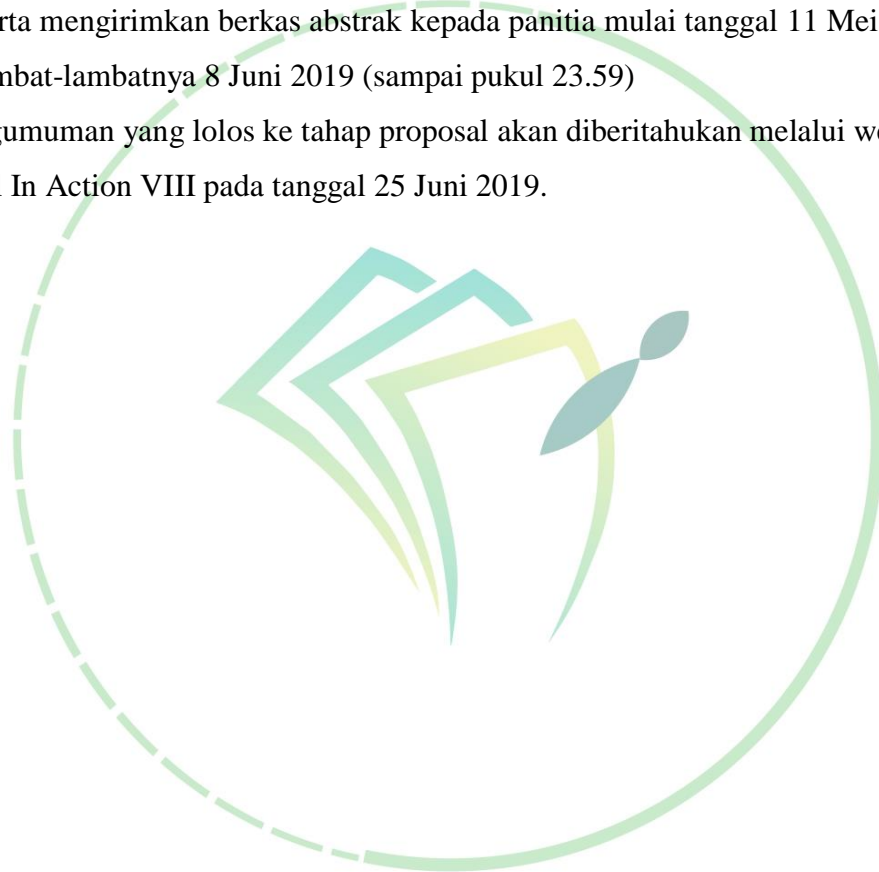 rta mengirimkan berkas abstrak kepada panitia mulai tanggal 11 Mei
mbat-lambatnya 8 Juni 2019 (sampai pukul 23.59)
gumuman yang lolos ke tahap proposal akan diberitahukan melalui we
In Action VIII pada tanggal 25 Juni 2019.